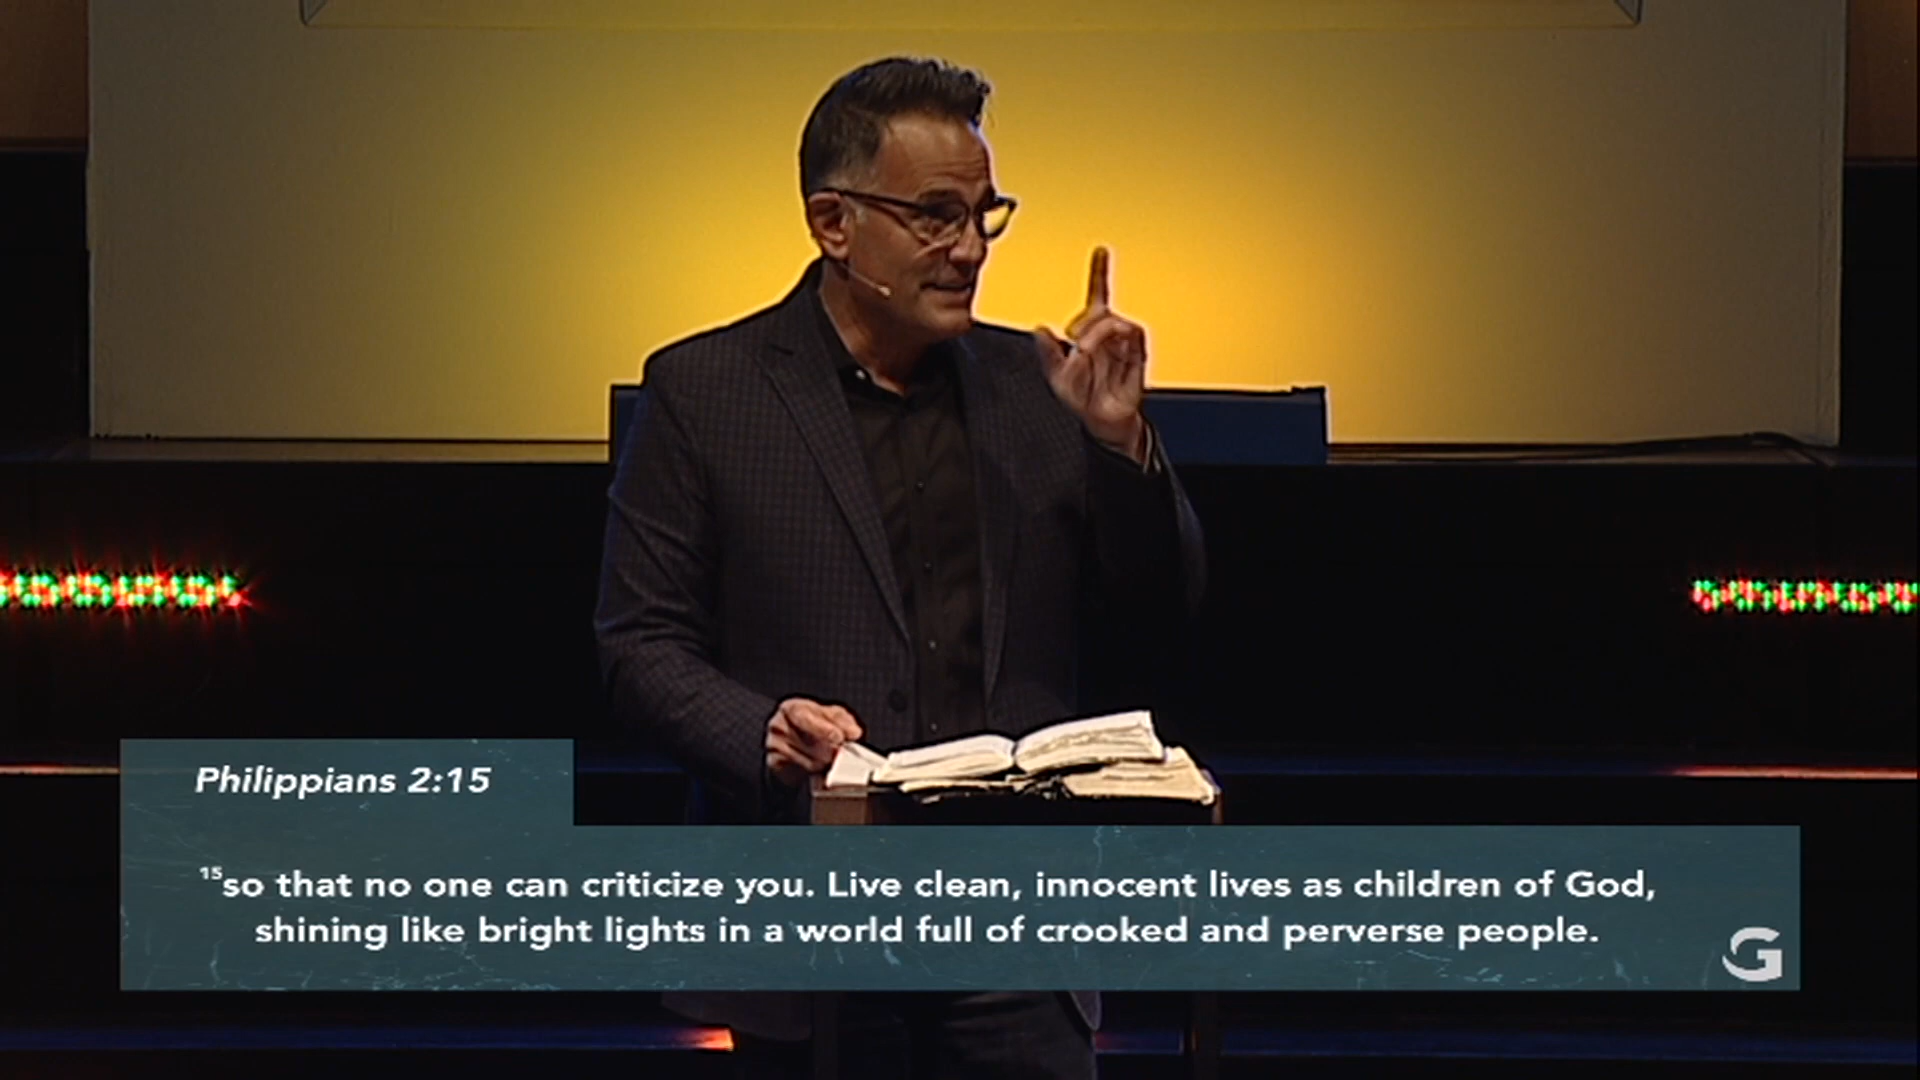 Philippians 2:15
¹⁵so that no one can criticize you. Live clean, innocent lives as children of God,
shining like bright lights in a world full of crooked and perverse people.
G